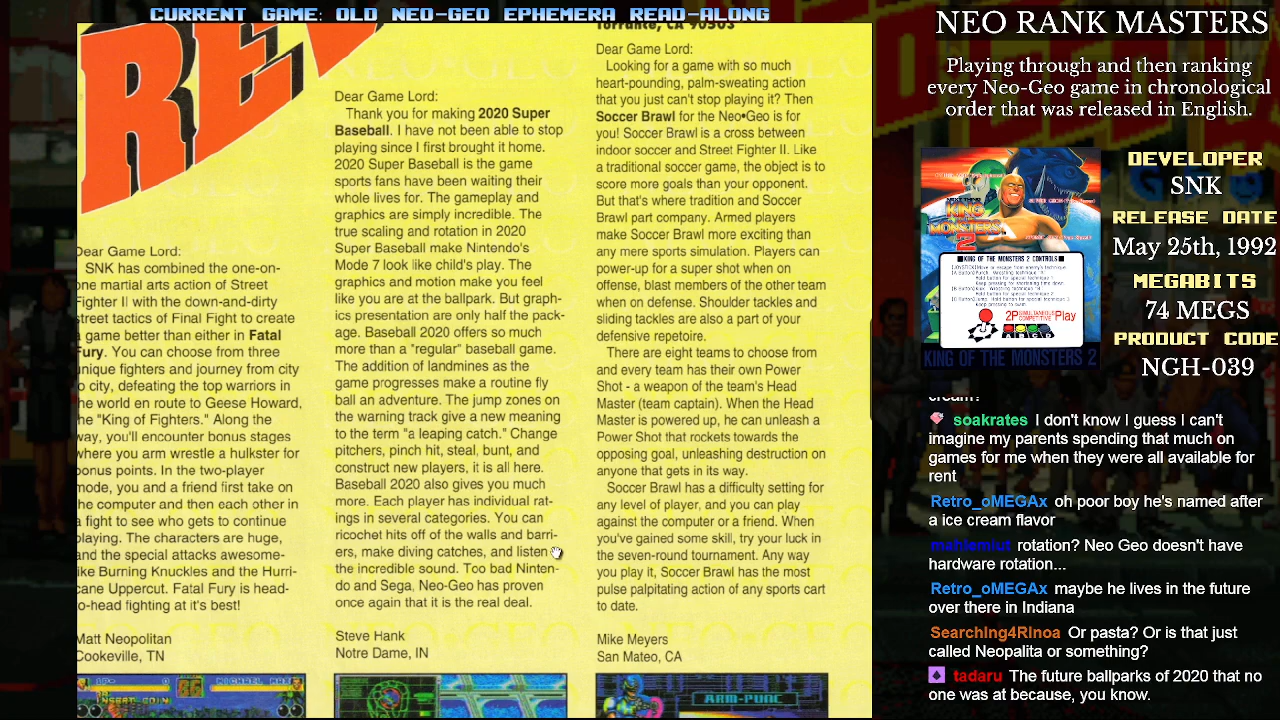 CURRENT GAME: OLD NEO-GEO EPHEMERA READ-ALONG
REV
Dear Game Lord:
SNK has combined the one-on-
one martial arts action of Street
Fighter II with the down-and-dirty
street tactics of Final Fight to create
a game better than either in Fatal
Fury. You can choose from three
unique fighters and journey from city
to city, defeating the top warriors in
the world en route to Geese Howard,
the "King of Fighters." Along the
way, you'll encounter bonus stages
where you arm wrestle a hulkster for
bonus points. In the two-player
mode, you and a friend first take on
the computer and then each other in
a fight to see who gets to continue
playing. The characters are huge,
and the special attacks awesome-
like Burning Knuckles and the Hurri-
cane Uppercut. Fatal Fury is head-
to-head fighting at it's best!
Matt Neopolitan
Cookeville, TN
Dear Game Lord:
Thank you for making 2020 Super
Baseball. I have not been able to stop
playing since I first brought it home.
2020 Super Baseball is the game
sports fans have been waiting their
whole lives for. The gameplay and
graphics are simply incredible. The
true scaling and rotation in 2020
Super Baseball make Nintendo's
Mode 7 look like child's play. The
graphics and motion make you feel
like you are at the ballpark. But graph-
ics presentation are only half the pack-
age. Baseball 2020 offers so much
more than a "regular" baseball game.
The addition of landmines as the
game progresses make a routine fly
ball an adventure. The jump zones on
the warning track give a new meaning
to the term "a leaping catch." Change
pitchers, pinch hit, steal, bunt, and
construct new players, it is all here.
Baseball 2020 also gives you much
more. Each player has individual rat-
ings in several categories. You can
ricochet hits off of the walls and barri-
ers, make diving catches, and listen
the incredible sound. Too bad Ninten-
do and Sega, Neo-Geo has proven
once again that it is the real deal.
Steve Hank
Notre Dame, IN
Torrance, CA 90503
Dear Game Lord:
Looking for a game with so much
heart-pounding, palm-sweating action
that you just can't stop playing it? Then
Soccer Brawl for the Neo•Geo is for
you! Soccer Brawl is a cross between
indoor soccer and Street Fighter II. Like
a traditional soccer game, the object is to
score more goals than your opponent.
But that's where tradition and Soccer
Brawl part company. Armed players
make Soccer Brawl more exciting than
any mere sports simulation. Players can
power-up for a super shot when on
offense, blast members of the other team
when on defense. Shoulder tackles and
sliding tackles are also a part of your
defensive repetoire.
There are eight teams to choose from
and every team has their own Power
Shot - a weapon of the team's Head
Master (team captain). When the Head
Master is powered up, he can unleash a
Power Shot that rockets towards the
opposing goal, unleashing destruction on
anyone that gets in its way.
Soccer Brawl has a difficulty setting for
any level of player, and you can play
against the computer or a friend. When
you've gained some skill, try your luck in
the seven-round tournament. Any way
you play it, Soccer Brawl has the most
pulse palpitating action of any sports cart
to date.
Mike Meyers
San Mateo, CA
INSERT COIN
MICHAEL MAX
ARM-PUNC
NEO RANK MASTERS
Playing through and then ranking
every Neo-Geo game in chronological
order that was released in English.
KING OF THE MONSTERS 2
KING OF THE MONSTERS 2 CONTROLS
2P SIMULTANEOUS COMPETITIVE Play
A B C D
KING OF THE MONSTERS 2
DEVELOPER
SNK
RELEASE DATE
May 25th, 1992
MEGABITS
74 MEGS
PRODUCT CODE
NGH-039
cream?
soakrates I don't know I guess I can't
imagine my parents spending that much on
games for me when they were all available for
rent
Retro_oMEGAx oh poor boy he's named after
a ice cream flavor
mahlemiut rotation? Neo Geo doesn't have
hardware rotation...
Retro_oMEGAx maybe he lives in the future
over there in Indiana
Searching4Rinoa Or pasta? Or is that just
called Neopalita or something?
tadaru The future ballparks of 2020 that no
one was at because, you know.